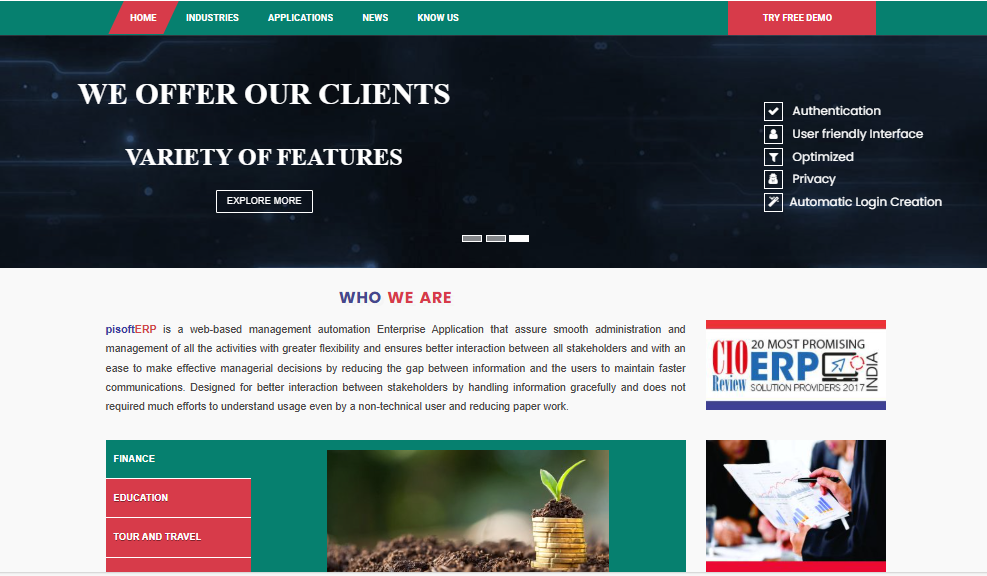 HOME INDUSTRIES APPLICATIONS NEWS KNOW US TRY FREE DEMO
WE OFFER OUR CLIENTS
VARIETY OF FEATURES
EXPLORE MORE
Authentication
User friendly Interface
Optimized
Privacy
Automatic Login Creation
WHO WE ARE
pisoftERP is a web-based management automation Enterprise Application that assure smooth administration and
management of all the activities with greater flexibility and ensures better interaction between all stakeholders and with an
ease to make effective managerial decisions by reducing the gap between information and the users to maintain faster
communications. Designed for better interaction between stakeholders by handling information gracefully and does not
required much efforts to understand usage even by a non-technical user and reducing paper work.
CIO
Review
20 MOST PROMISING
ERP
SOLUTION PROVIDERS 2017
INDIA
FINANCE
EDUCATION
TOUR AND TRAVEL